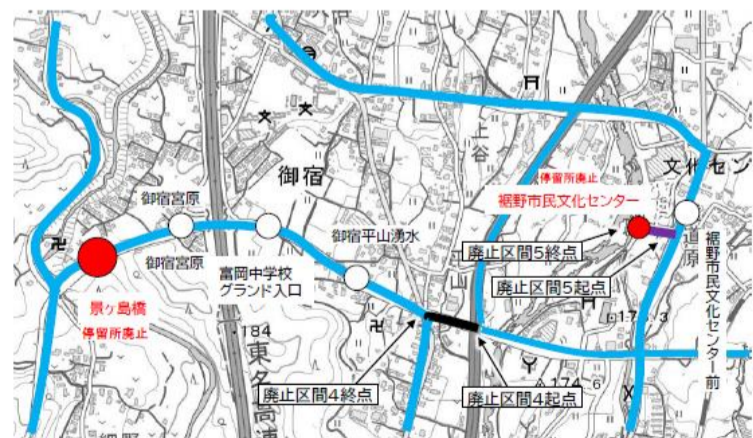 御宿
上谷
停留所廃止
裾野市民文化センター
文化セン
御宿宮原
御宿宮原
御宿平山湧水
富岡中学校
グランド入口
廃止区間5終点
廃止区間5起点
裾野市民文化センター前
景ヶ島橋
停留所廃止
184
東名高速
廃止区間4終点
廃止区間4起点
174.6